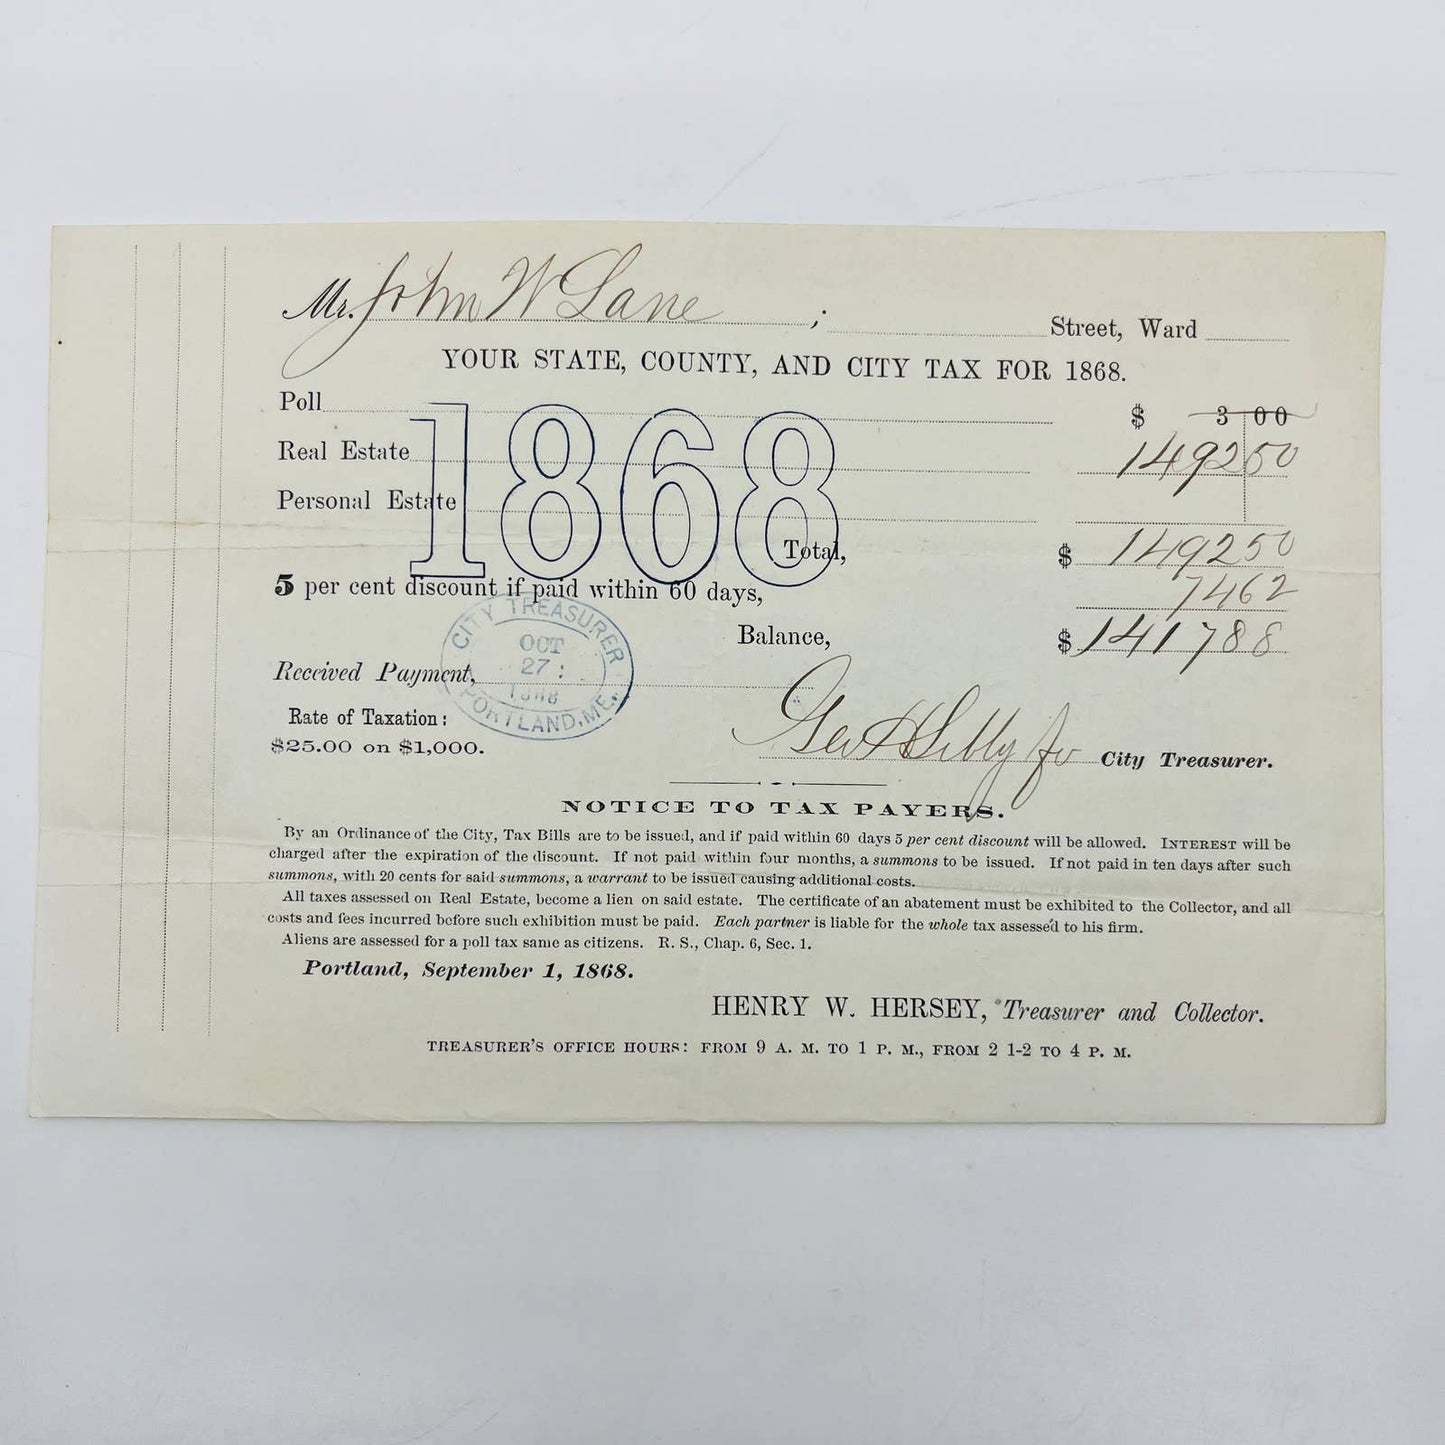 Mr. John W Lane ; Street, Ward
YOUR STATE, COUNTY, AND CITY TAX FOR 1868.
Poll $ 3 00
Real Estate 1492 50
Personal Estate
1868
Total, $ 1492 50
5 per cent discount if paid within 60 days, 74 62
Balance, $ 1417 88
CITY TREASURER
OCT
27
1868
PORTLAND, ME.
Received Payment,
Rate of Taxation:
$25.00 on $1,000.
Geo H Libby for City Treasurer.
NOTICE TO TAX PAYERS.
By an Ordinance of the City, Tax Bills are to be issued, and if paid within 60 days 5 per cent discount will be allowed. INTEREST will be
charged after the expiration of the discount. If not paid within four months, a summons to be issued. If not paid in ten days after such
summons, with 20 cents for said summons, a warrant to be issued causing additional costs.
All taxes assessed on Real Estate, become a lien on said estate. The certificate of an abatement must be exhibited to the Collector, and all
costs and fees incurred before such exhibition must be paid. Each partner is liable for the whole tax assessed to his firm.
Aliens are assessed for a poll tax same as citizens. R. S., Chap. 6, Sec. 1.
Portland, September 1, 1868.
HENRY W. HERSEY, Treasurer and Collector.
TREASURER'S OFFICE HOURS: FROM 9 A. M. TO 1 P. M., FROM 2 1-2 TO 4 P. M.